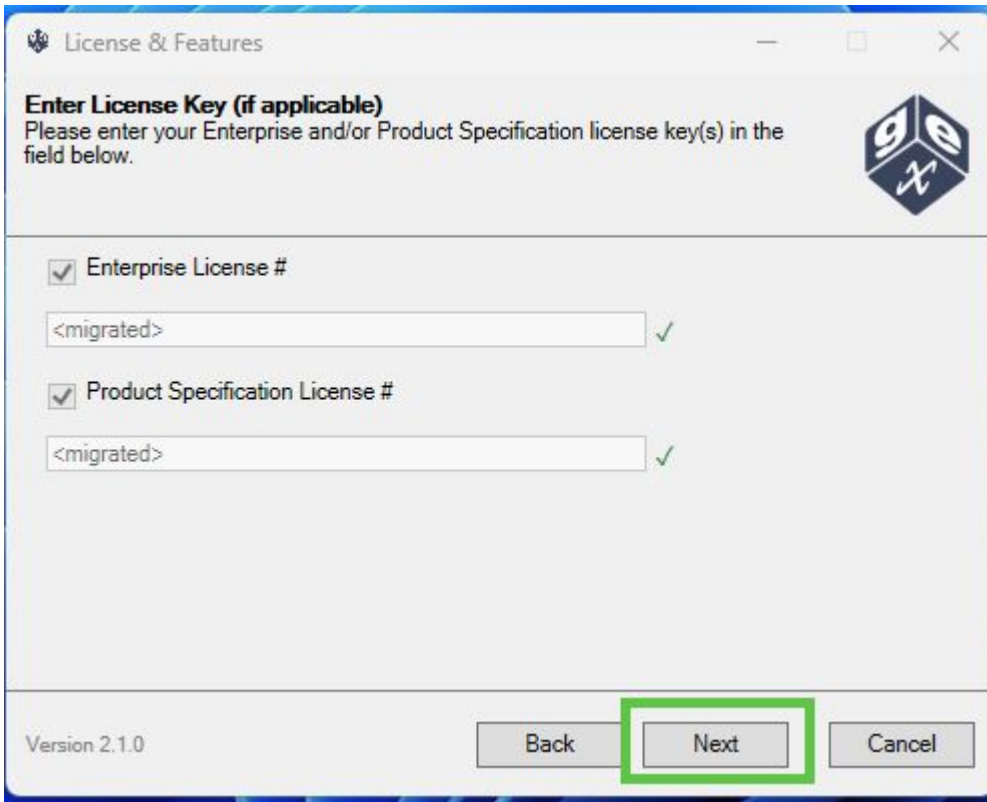 License & Features
Enter License Key (if applicable)
Please enter your Enterprise and/or Product Specification license key(s) in the
field below.
gex
Enterprise License #
<migrated>
Product Specification License #
<migrated>
Version 2.1.0
Back
Next
Cancel